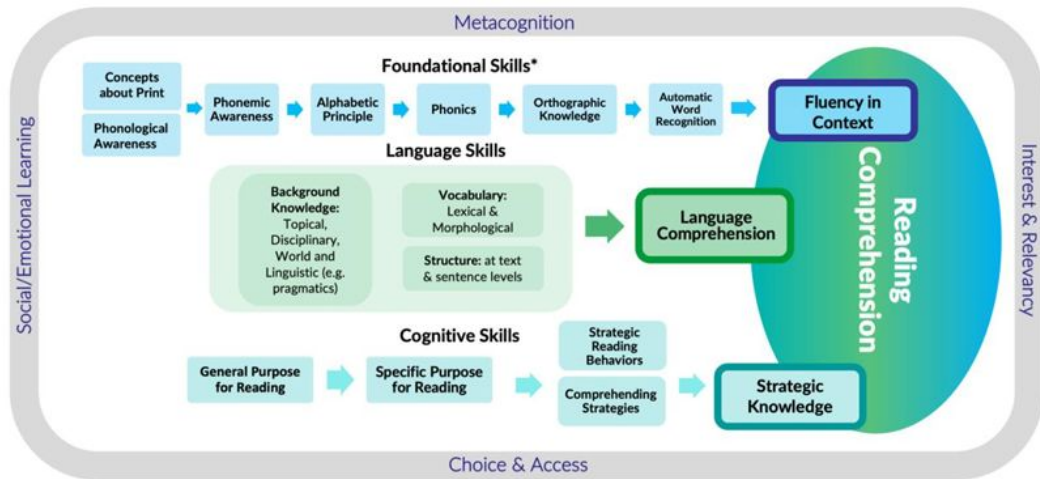 Metacognition
Social/Emotional Learning
Foundational Skills*
Concepts
about Print
Phonological
Awareness
Phonemic
Awareness
Alphabetic
Principle
Phonics
Orthographic
Knowledge
Automatic
Word
Recognition
Fluency in
Context
Language Skills
Background
Knowledge:
Topical,
Disciplinary,
World and
Linguistic (e.g.
pragmatics)
Vocabulary:
Lexical &
Morphological
Structure: at text
& sentence levels
Language
Comprehension
Cognitive Skills
General Purpose
for Reading
Specific Purpose
for Reading
Strategic
Reading
Behaviors
Comprehending
Strategies
Strategic
Knowledge
Reading
Comprehension
Interest & Relevancy
Choice & Access